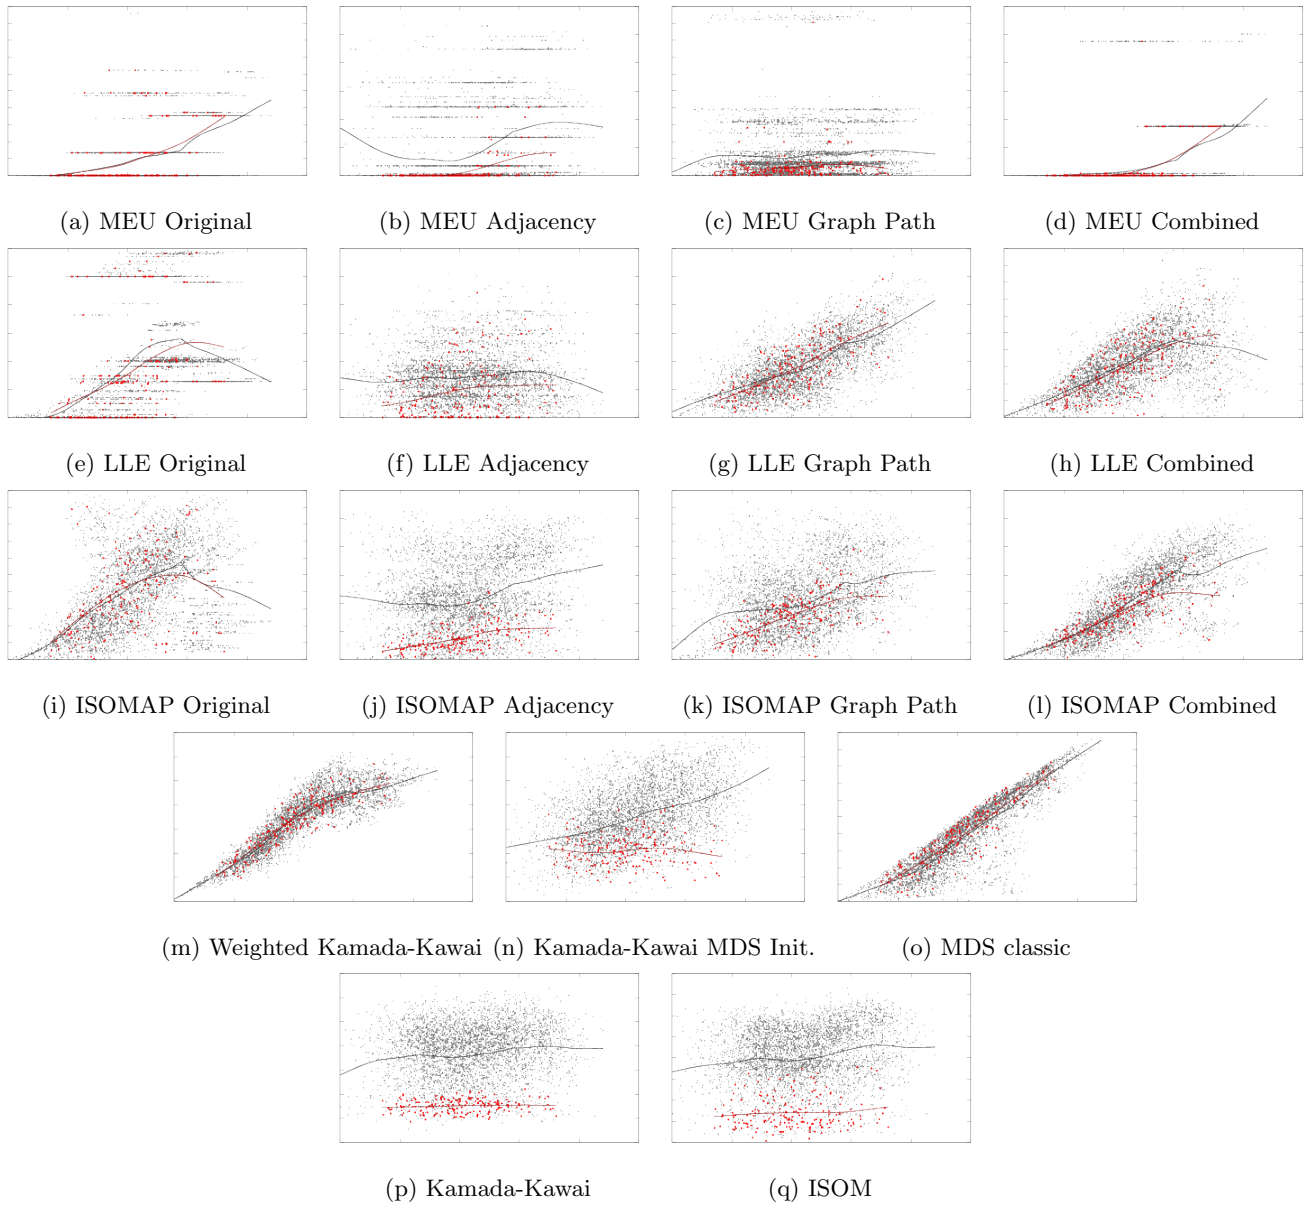 (a) MEU Original
(b) MEU Adjacency
(c) MEU Graph Path
(d) MEU Combined
(e) LLE Original
(f) LLE Adjacency
(g) LLE Graph Path
(h) LLE Combined
(i) ISOMAP Original
(j) ISOMAP Adjacency
(k) ISOMAP Graph Path
(l) ISOMAP Combined
(m) Weighted Kamada-Kawai
(n) Kamada-Kawai MDS Init.
(o) MDS classic
(p) Kamada-Kawai
(q) ISOM